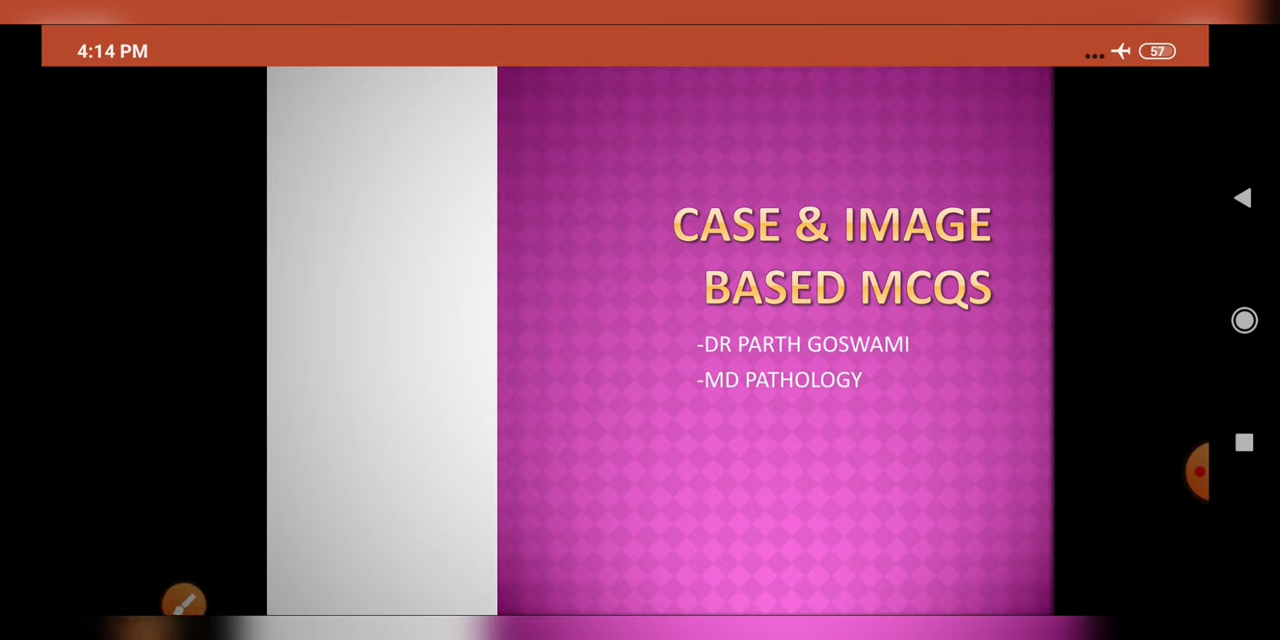 4:14 PM
57
CASE & IMAGE
BASED MCQS
-DR PARTH GOSWAMI
-MD PATHOLOGY